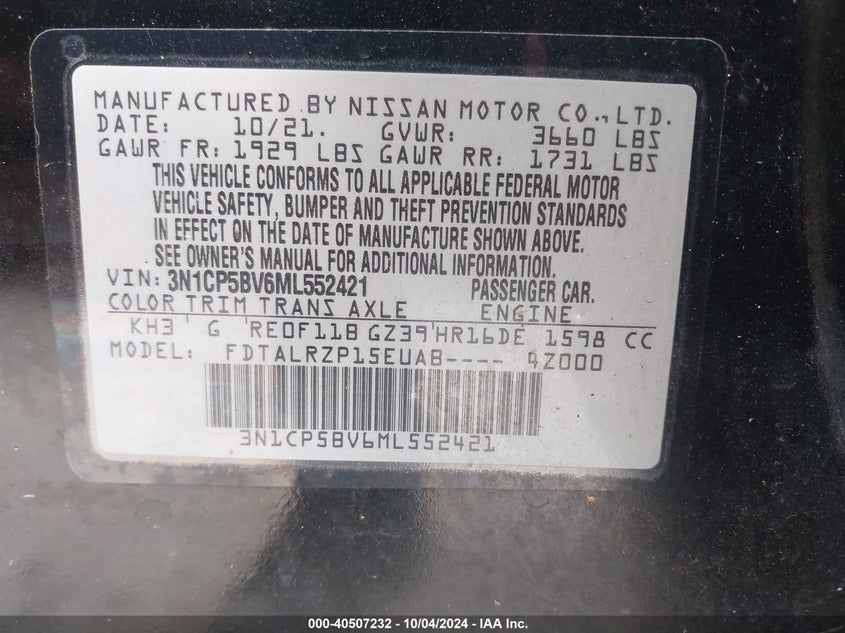 MANUFACTURED BY NISSAN MOTOR CO.,LTD.
DATE: 10/21. GVWR: 3660 LBS
GAWR FR: 1929 LBS GAWR RR: 1731 LBS
THIS VEHICLE CONFORMS TO ALL APPLICABLE FEDERAL MOTOR
VEHICLE SAFETY, BUMPER AND THEFT PREVENTION STANDARDS
IN EFFECT ON THE DATE OF MANUFACTURE SHOWN ABOVE.
SEE OWNER'S MANUAL FOR ADDITIONAL INFORMATION.
VIN: 3N1CP5BV6ML552421 PASSENGER CAR.
COLOR TRIM TRANS AXLE ENGINE
KH3 G RE0F11B GZ39 HR16DE 1598 CC
MODEL: FDTALRZP15EUAB---- 4Z000
3N1CP5BV6ML552421
000-40507232 - 10/04/2024 - IAA Inc.